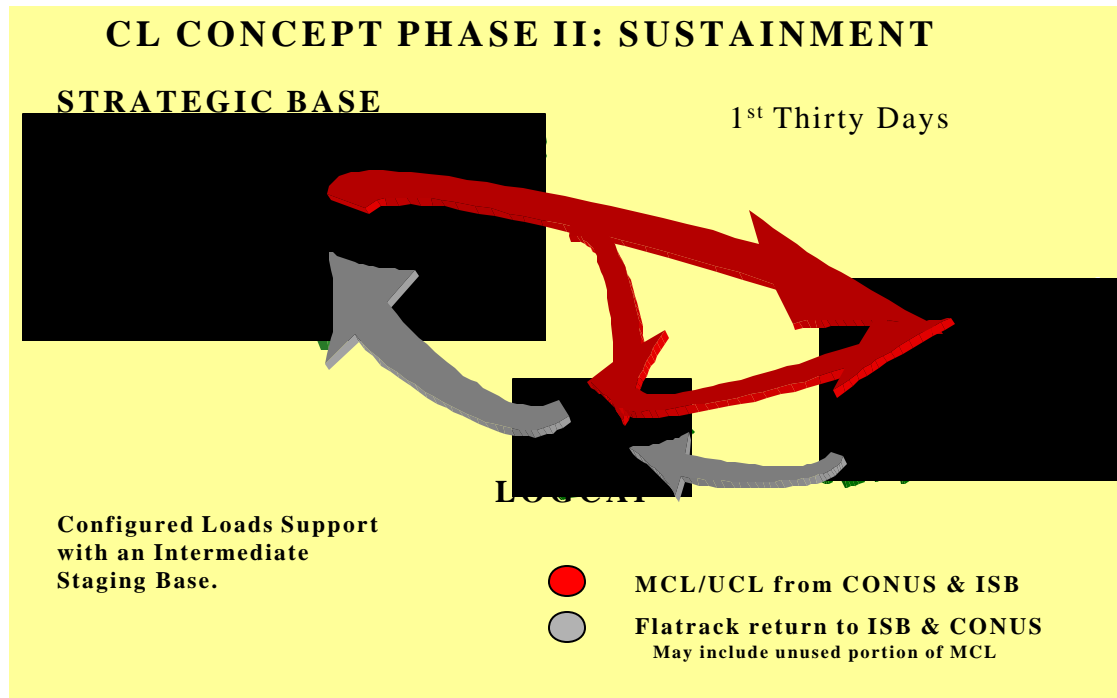 CL CONCEPT PHASE II: SUSTAINMENT
STRATEGIC BASE
1st Thirty Days
Configured Loads Support
with an Intermediate
Staging Base.
MCL/UCL from CONUS & ISB
Flatrack return to ISB & CONUS
May include unused portion of MCL